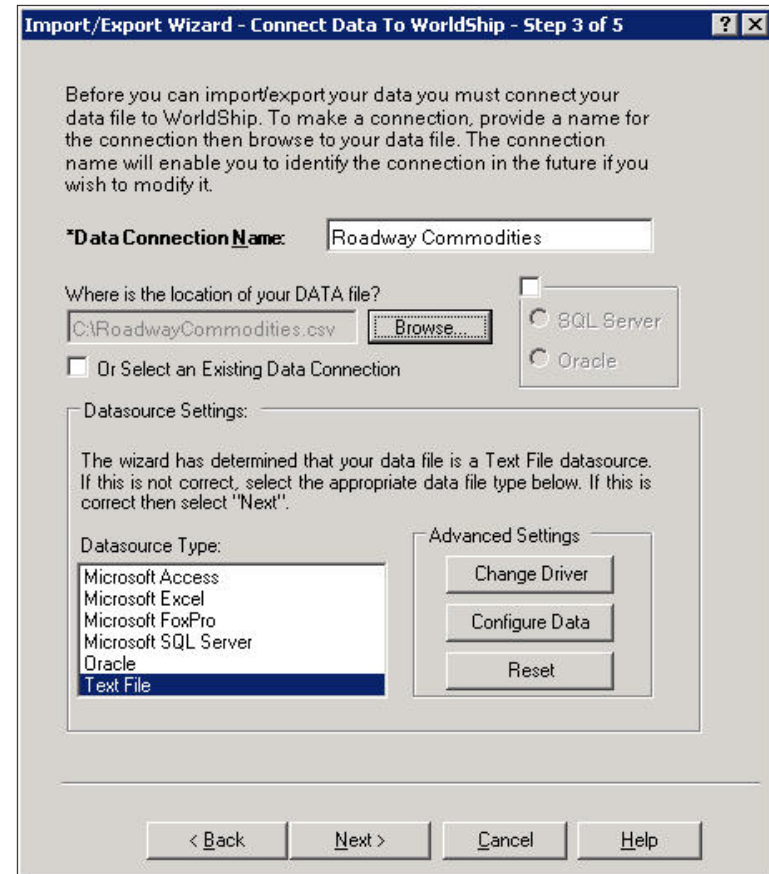 Import/Export Wizard - Connect Data To WorldShip - Step 3 of 5
Before you can import/export your data you must connect your
data file to WorldShip. To make a connection, provide a name for
the connection then browse to your data file. The connection
name will enable you to identify the connection in the future if you
wish to modify it.
*Data Connection Name: Roadway Commodities
Where is the location of your DATA file?
C:\RoadwayCommodities.csv Browse...
SQL Server
Oracle
Or Select an Existing Data Connection
Datasource Settings:
The wizard has determined that your data file is a Text File datasource.
If this is not correct, select the appropriate data file type below. If this is
correct then select "Next".
Datasource Type:
Microsoft Access
Microsoft Excel
Microsoft FoxPro
Microsoft SQL Server
Oracle
Text File
Advanced Settings
Change Driver
Configure Data
Reset
< Back Next > Cancel Help